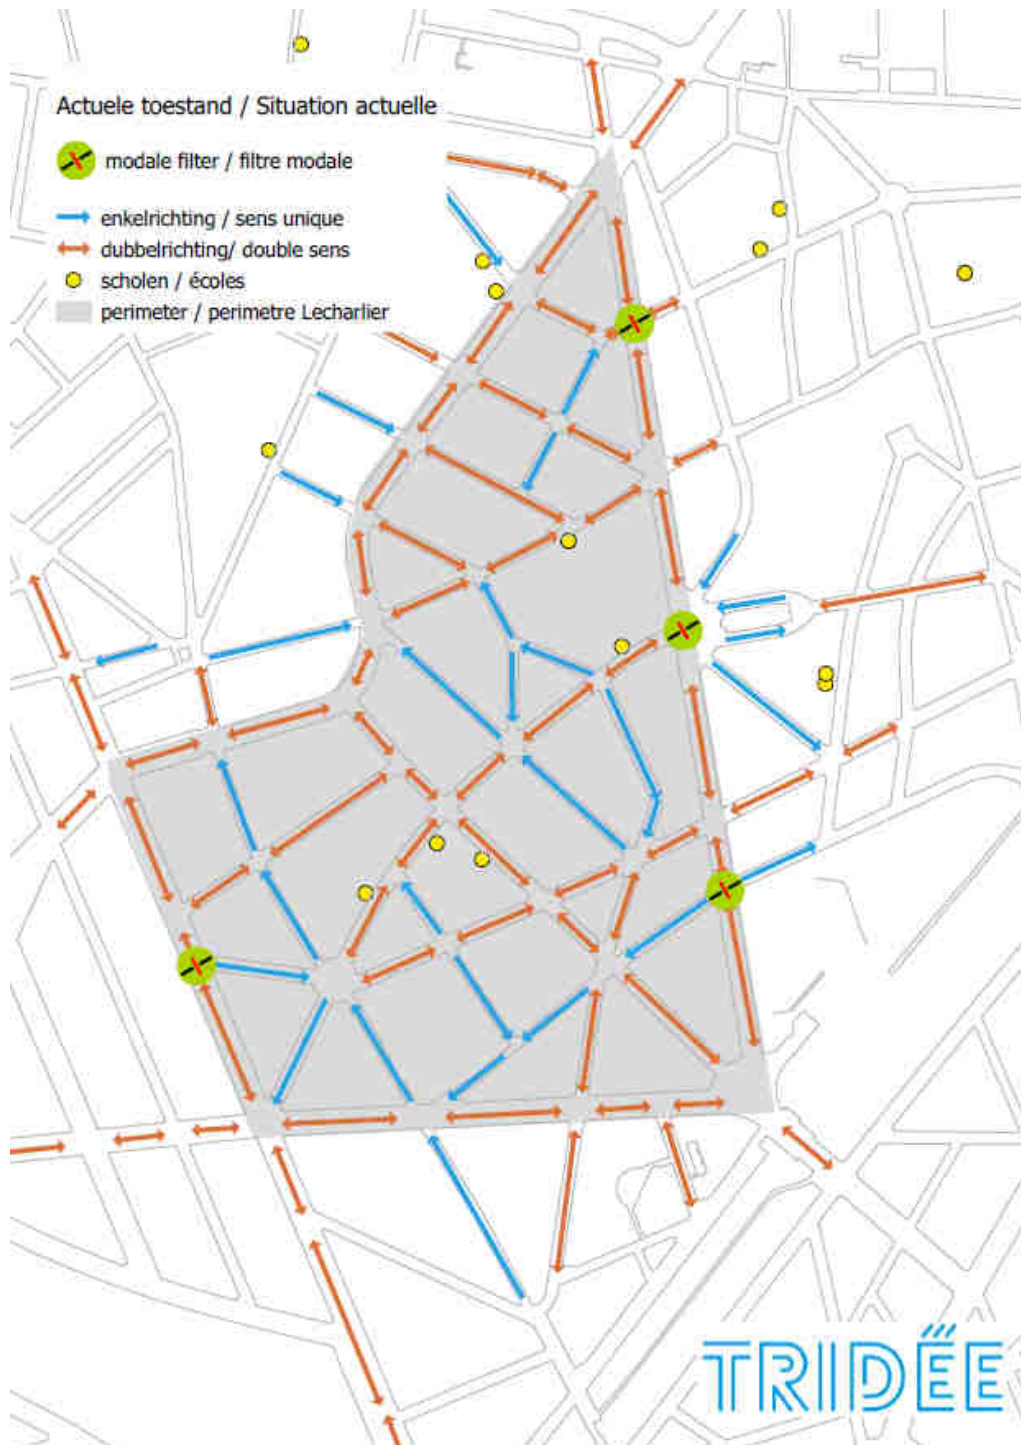 Actuele toestand / Situation actuelle
modale filter / filtre modale
enkelrichting / sens unique
dubbelrichting/ double sens
scholen / écoles
perimeter / perimetre Lecharlier
TRIDËE